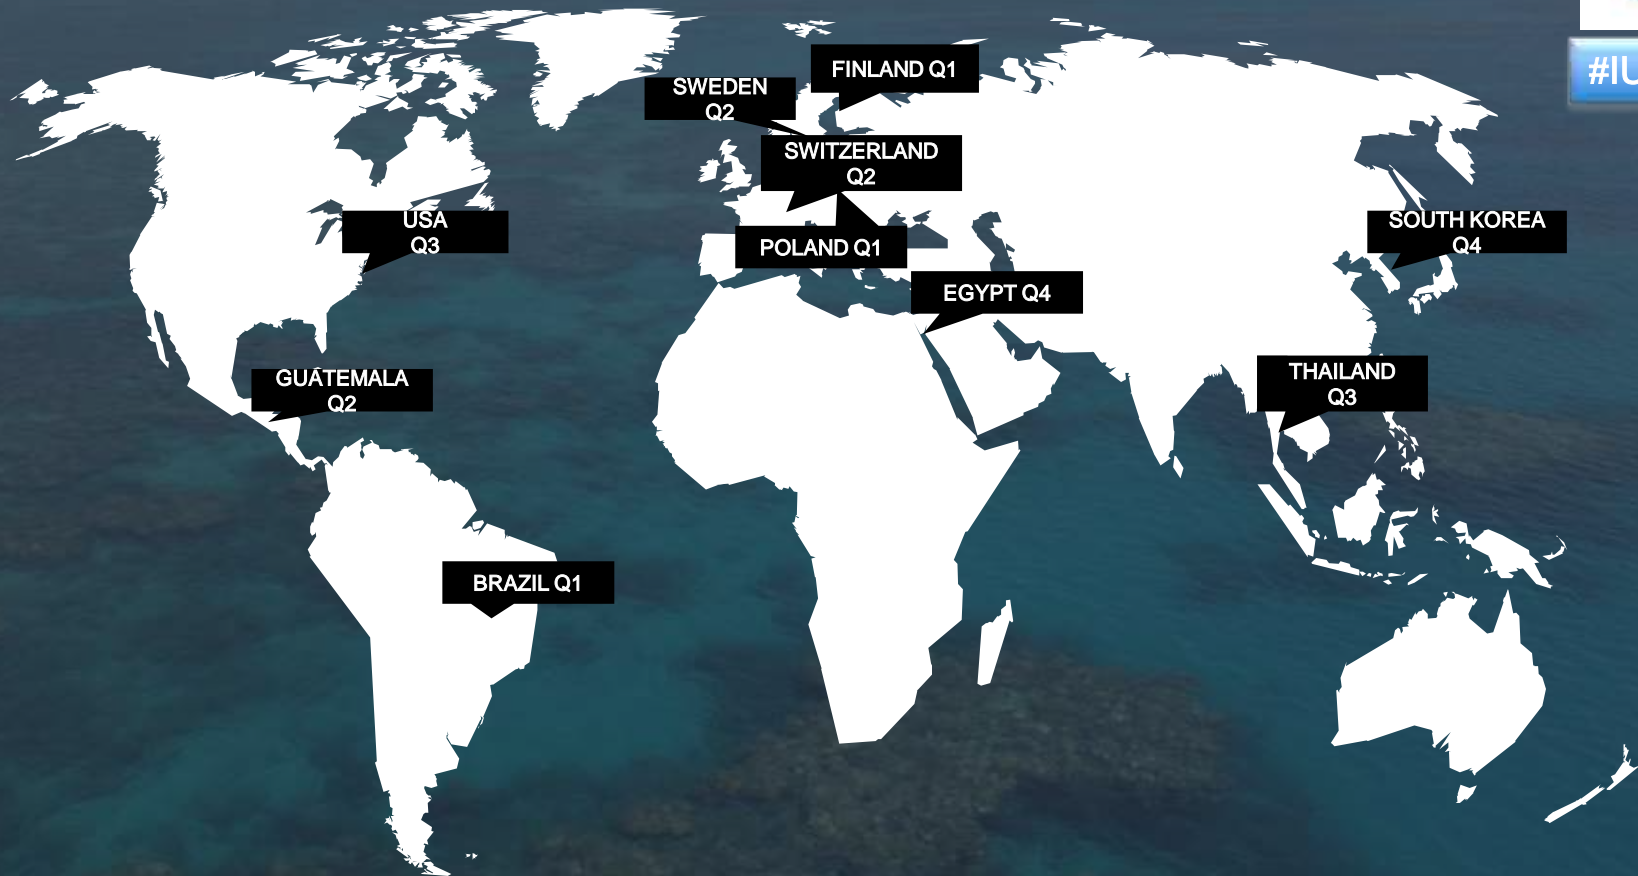 #IU
FINLAND Q1
SWEDEN
Q2
SWITZERLAND
Q2
USA
Q3
SOUTH KOREA
Q4
POLAND Q1
EGYPT Q4
THAILAND
Q3
GUATEMALA
Q2
BRAZIL Q1